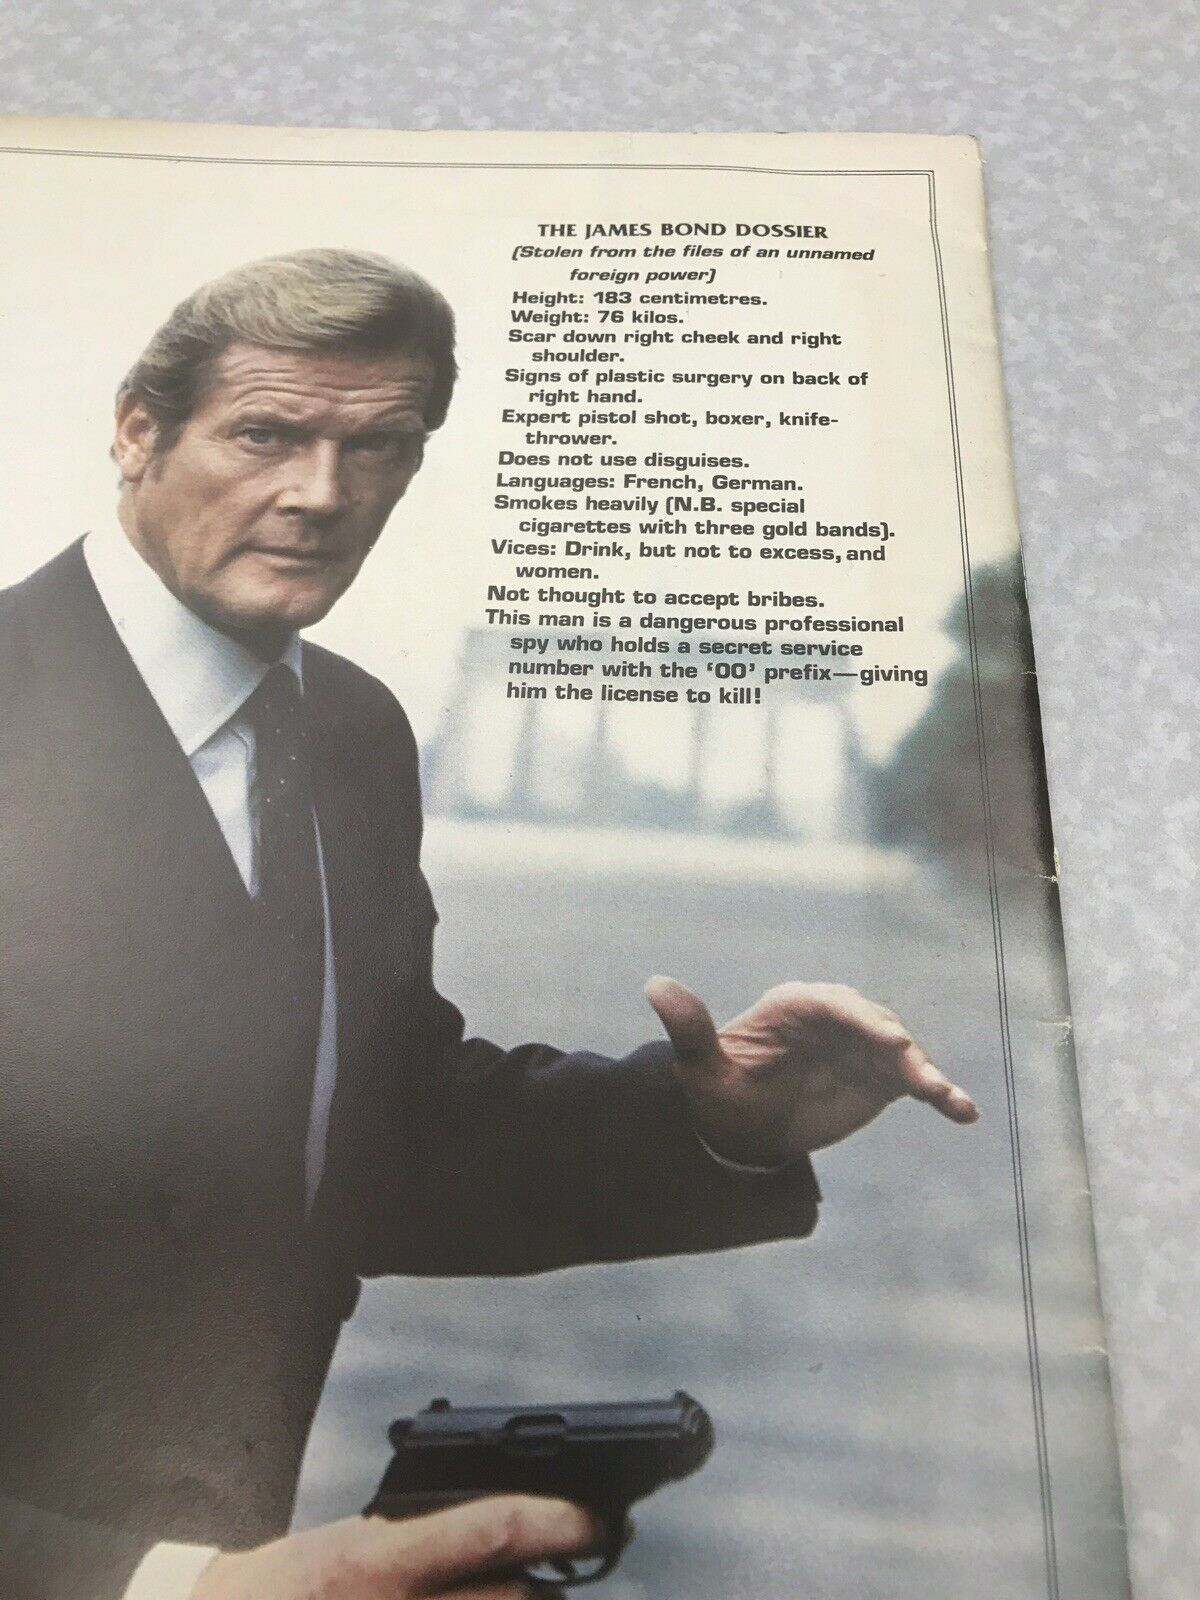 THE JAMES BOND DOSSIER
(Stolen from the files of an unnamed
foreign power)
Height: 183 centimetres.
Weight: 76 kilos.
Scar down right cheek and right
shoulder.
Signs of plastic surgery on back of
right hand.
Expert pistol shot, boxer, knife-
thrower.
Does not use disguises.
Languages: French, German.
Smokes heavily (N.B. special
cigarettes with three gold bands).
Vices: Drink, but not to excess, and
women.
Not thought to accept bribes.
This man is a dangerous professional
spy who holds a secret service
number with the ‘00’ prefix—giving
him the license to kill!